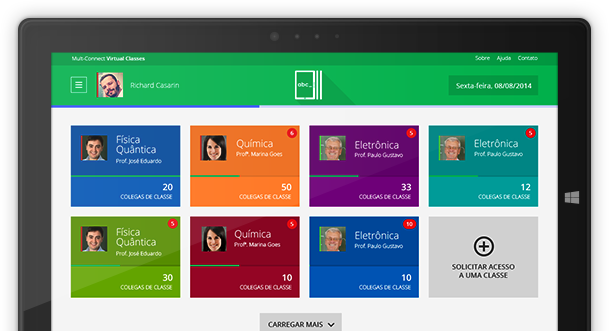 Mult-Connect Virtual Classes
Sobre Ajuda Contato
Richard Casarin
abc_
Sexta-feira, 08/08/2014
Física
Quântica
Prof. José Eduardo
20
COLEGAS DE CLASSE
6
Química
Profª. Marina Goes
50
COLEGAS DE CLASSE
5
Eletrônica
Prof. Paulo Gustavo
33
COLEGAS DE CLASSE
5
Eletrônica
Prof. Paulo Gustavo
12
COLEGAS DE CLASSE
5
Física
Quântica
Prof. José Eduardo
30
COLEGAS DE CLASSE
5
Química
Profª. Marina Goes
10
COLEGAS DE CLASSE
10
Eletrônica
Prof. Paulo Gustavo
10
COLEGAS DE CLASSE
SOLICITAR ACESSO
A UMA CLASSE
CARREGAR MAIS